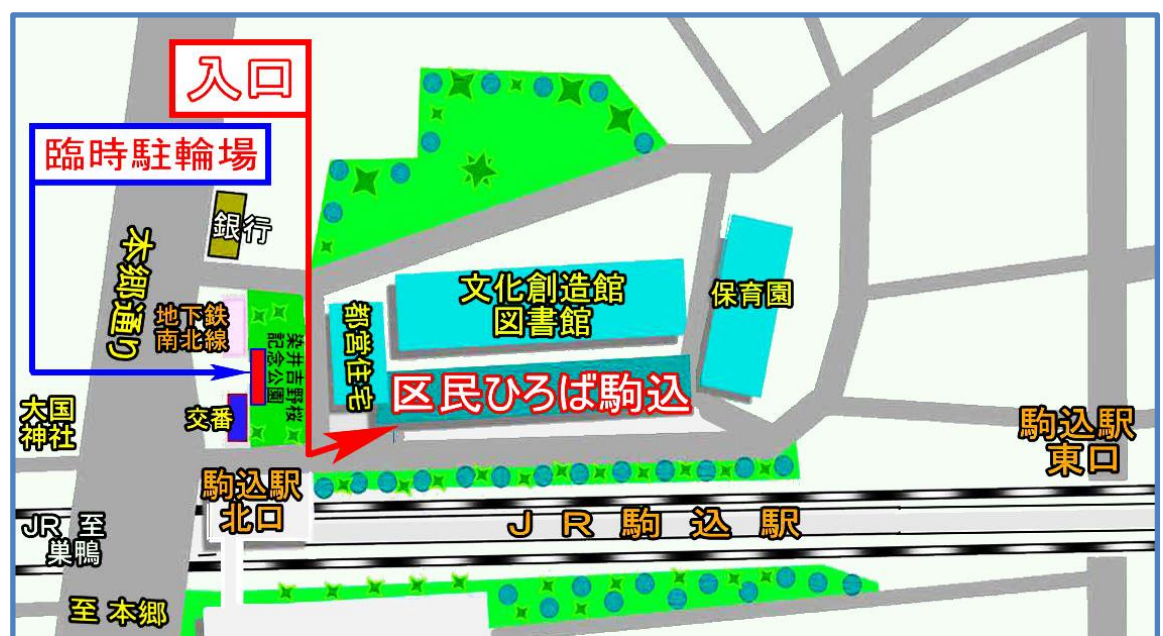 入口
臨時駐輪場
銀行
本郷通り
地下鉄
南北線
染井吉野桜
記念公園
都営住宅
文化創造館
図書館
保育園
区民ひろば駒込
大国
神社
交番
駒込駅
北口
駒込駅
東口
JR 至
巣鴨
JR駒込駅
至 本郷